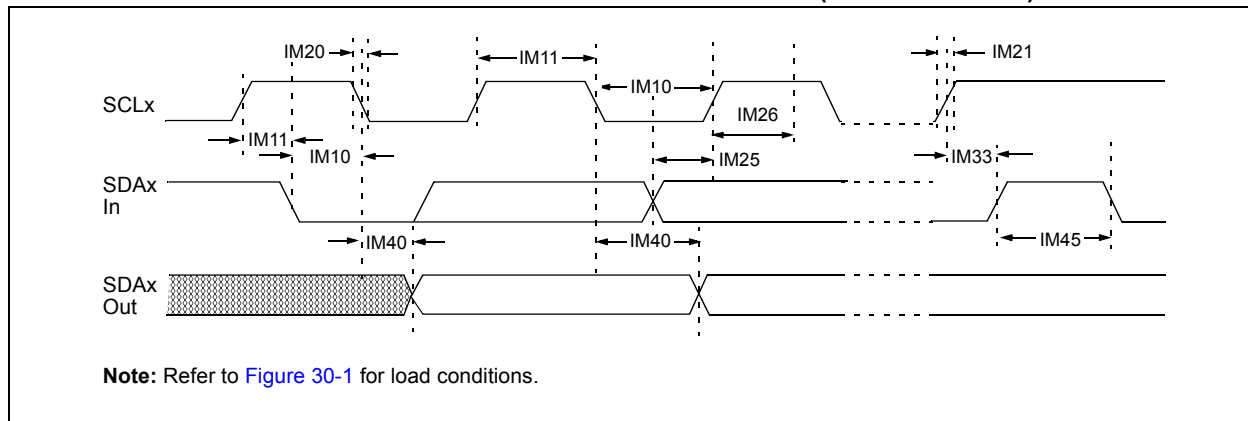 IM20
IM11
IM10
IM21
SCLx
IM26
IM11
IM10
IM25
IM33
SDAx
In
IM40
IM40
IM45
SDAx
Out
Note: Refer to Figure 30-1 for load conditions.